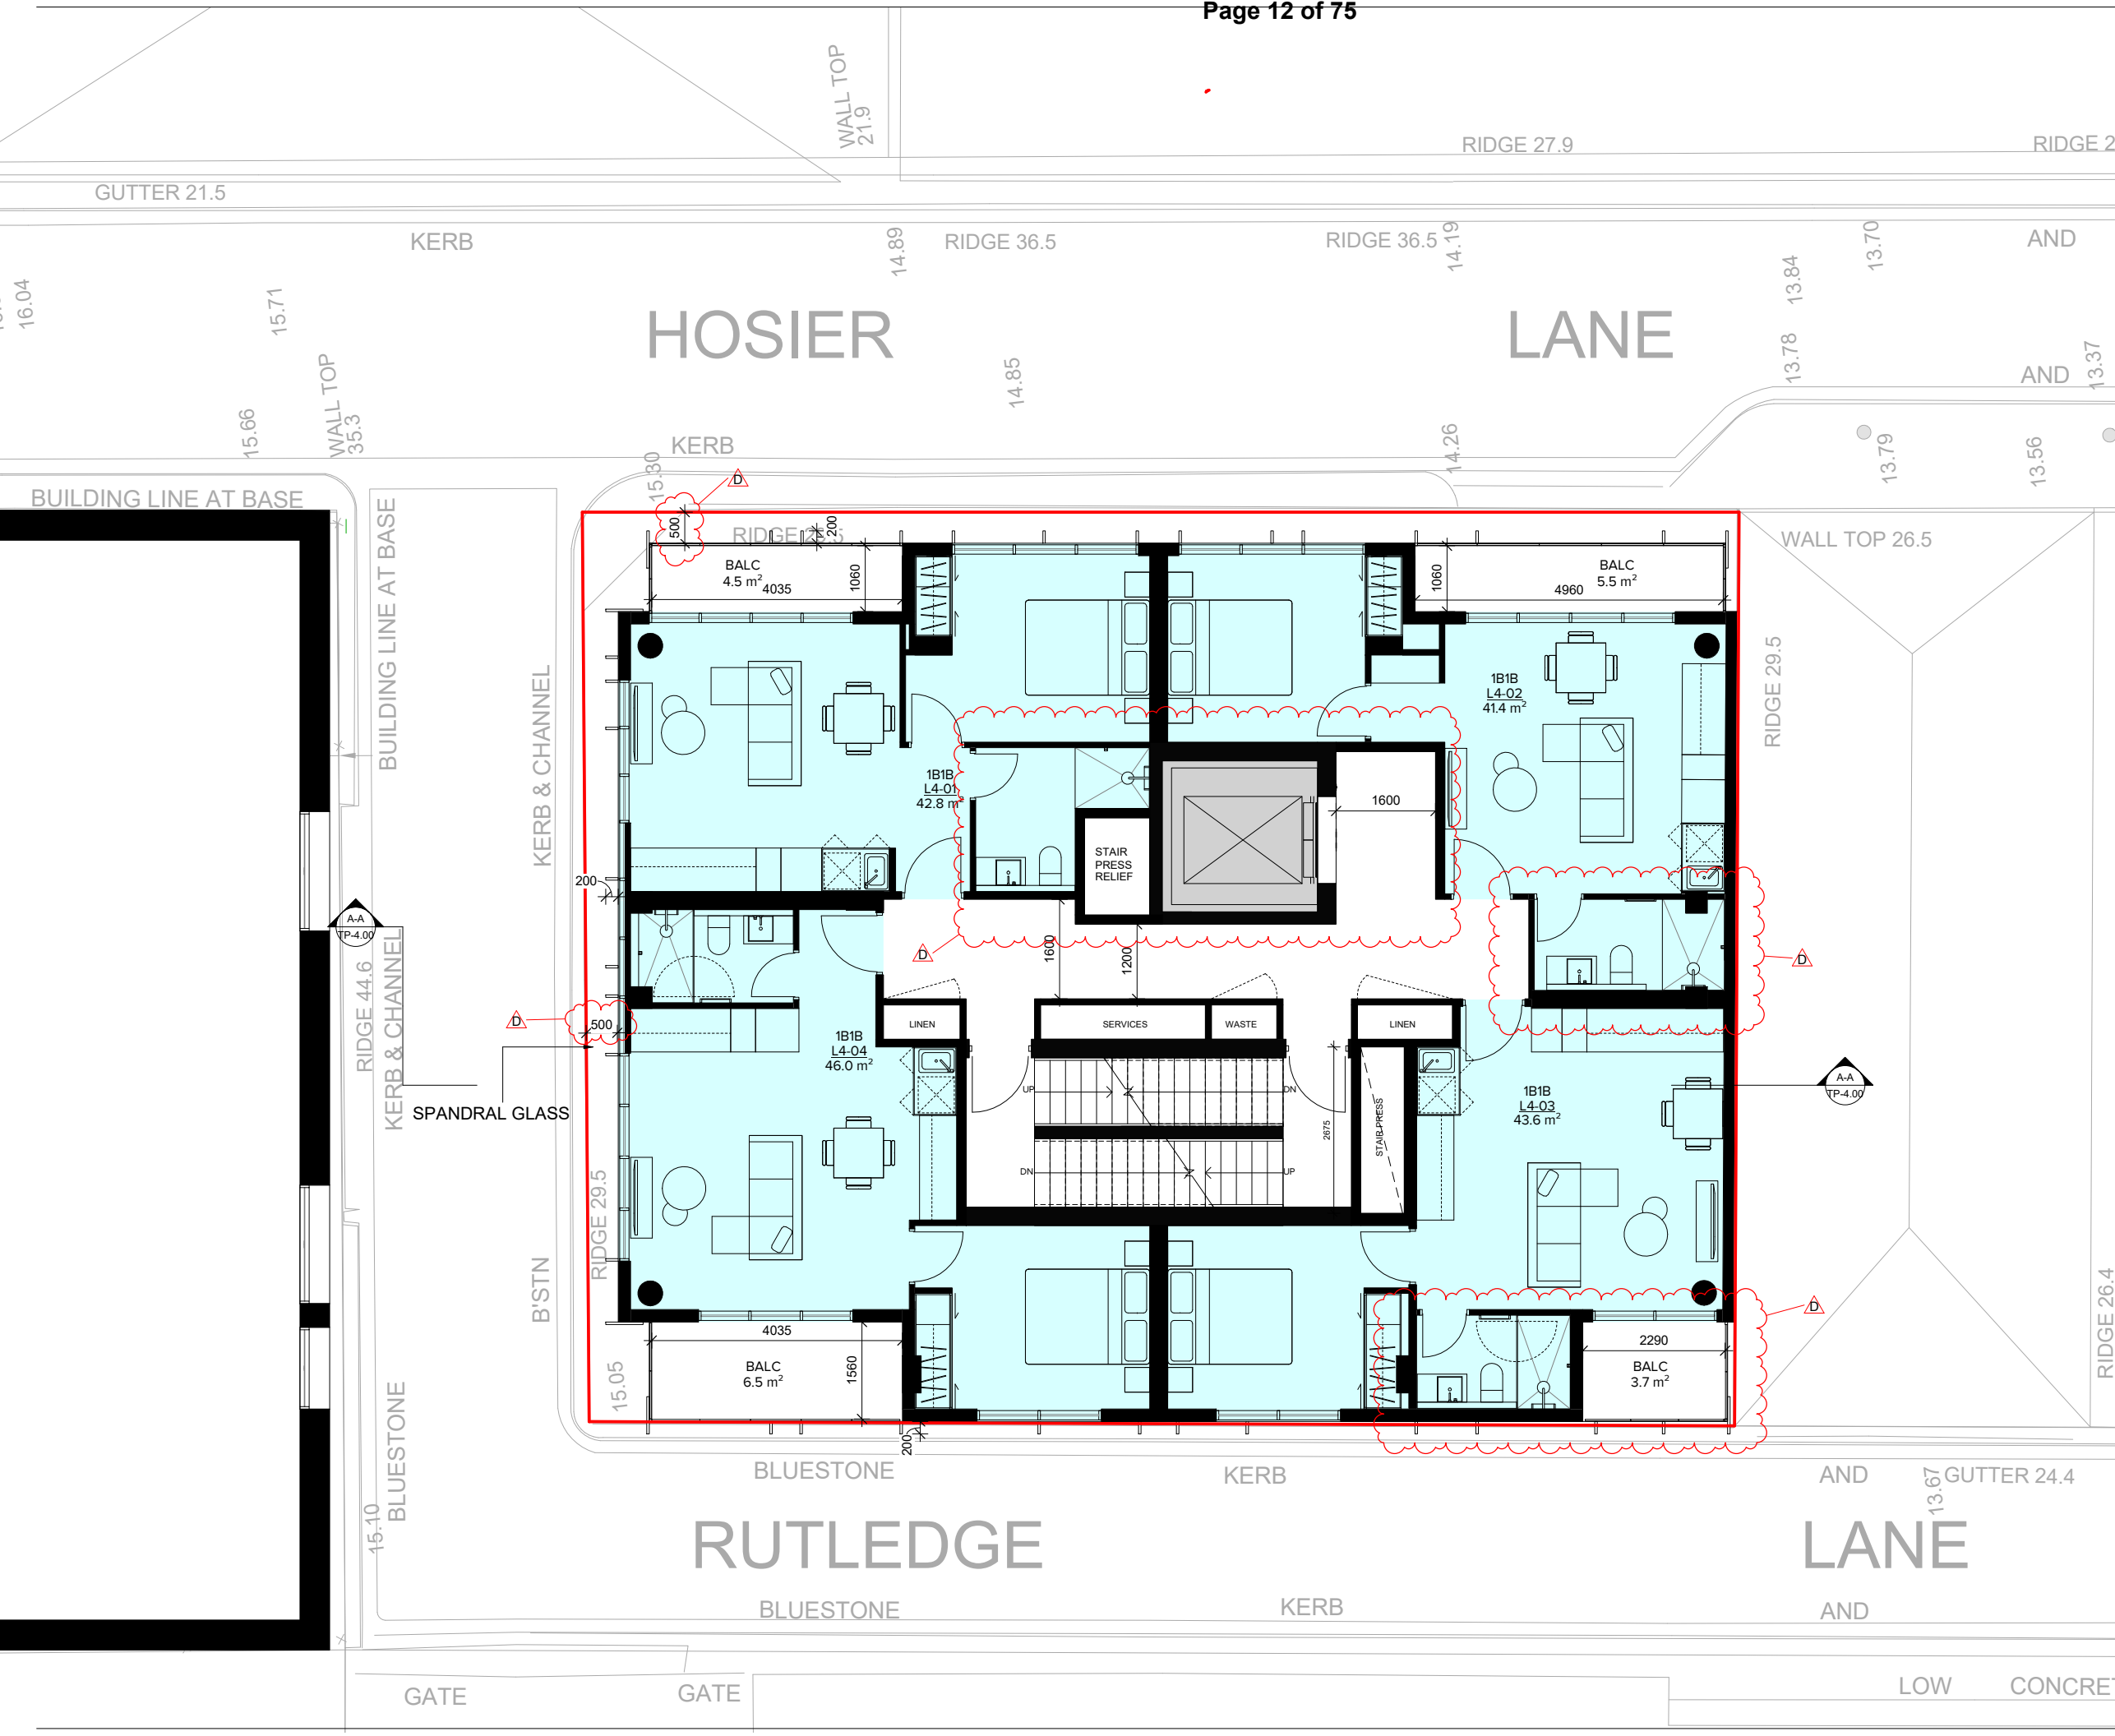 Page 12 of 75
WALL TOP
21.9
RIDGE 27.9
RIDGE 2
GUTTER 21.5
KERB
14.89
RIDGE 36.5
RIDGE 36.5
14.19
13.70
AND
16.04
15.71
13.84
HOSIER
LANE
WALL TOP
35.3
14.85
13.78
13.37
AND
15.66
KERB
15.30
14.26
13.79
13.56
D
BUILDING LINE AT BASE
BUILDING LINE AT BASE
500
200
WALL TOP 26.5
BALC
4.5 m²
4035
1060
BALC
5.5 m²
4960
1060
RIDGE 29.5
KERB & CHANNEL
1B1B
L4-02
41.4 m²
1B1B
L4-01
42.8 m²
1600
STAIR
PRESS
RELIEF
200
A-A
TP-4.00
D
1600
1200
D
RIDGE 44.6
KERB & CHANNEL
D
500
LINEN
SERVICES
WASTE
LINEN
1B1B
L4-04
46.0 m²
SPANDRAL GLASS
UP
DN
DN
UP
2675
STAIR PRESS
1B1B
L4-03
43.6 m²
A-A
TP-4.00
RIDGE 29.5
B'STN
D
RIDGE 26.4
4035
BALC
6.5 m²
1560
2290
BALC
3.7 m²
15.05
200
BLUESTONE
BLUESTONE
KERB
AND
13.67
GUTTER 24.4
15.10
RUTLEDGE
LANE
BLUESTONE
KERB
AND
GATE
GATE
LOW
CONCRE